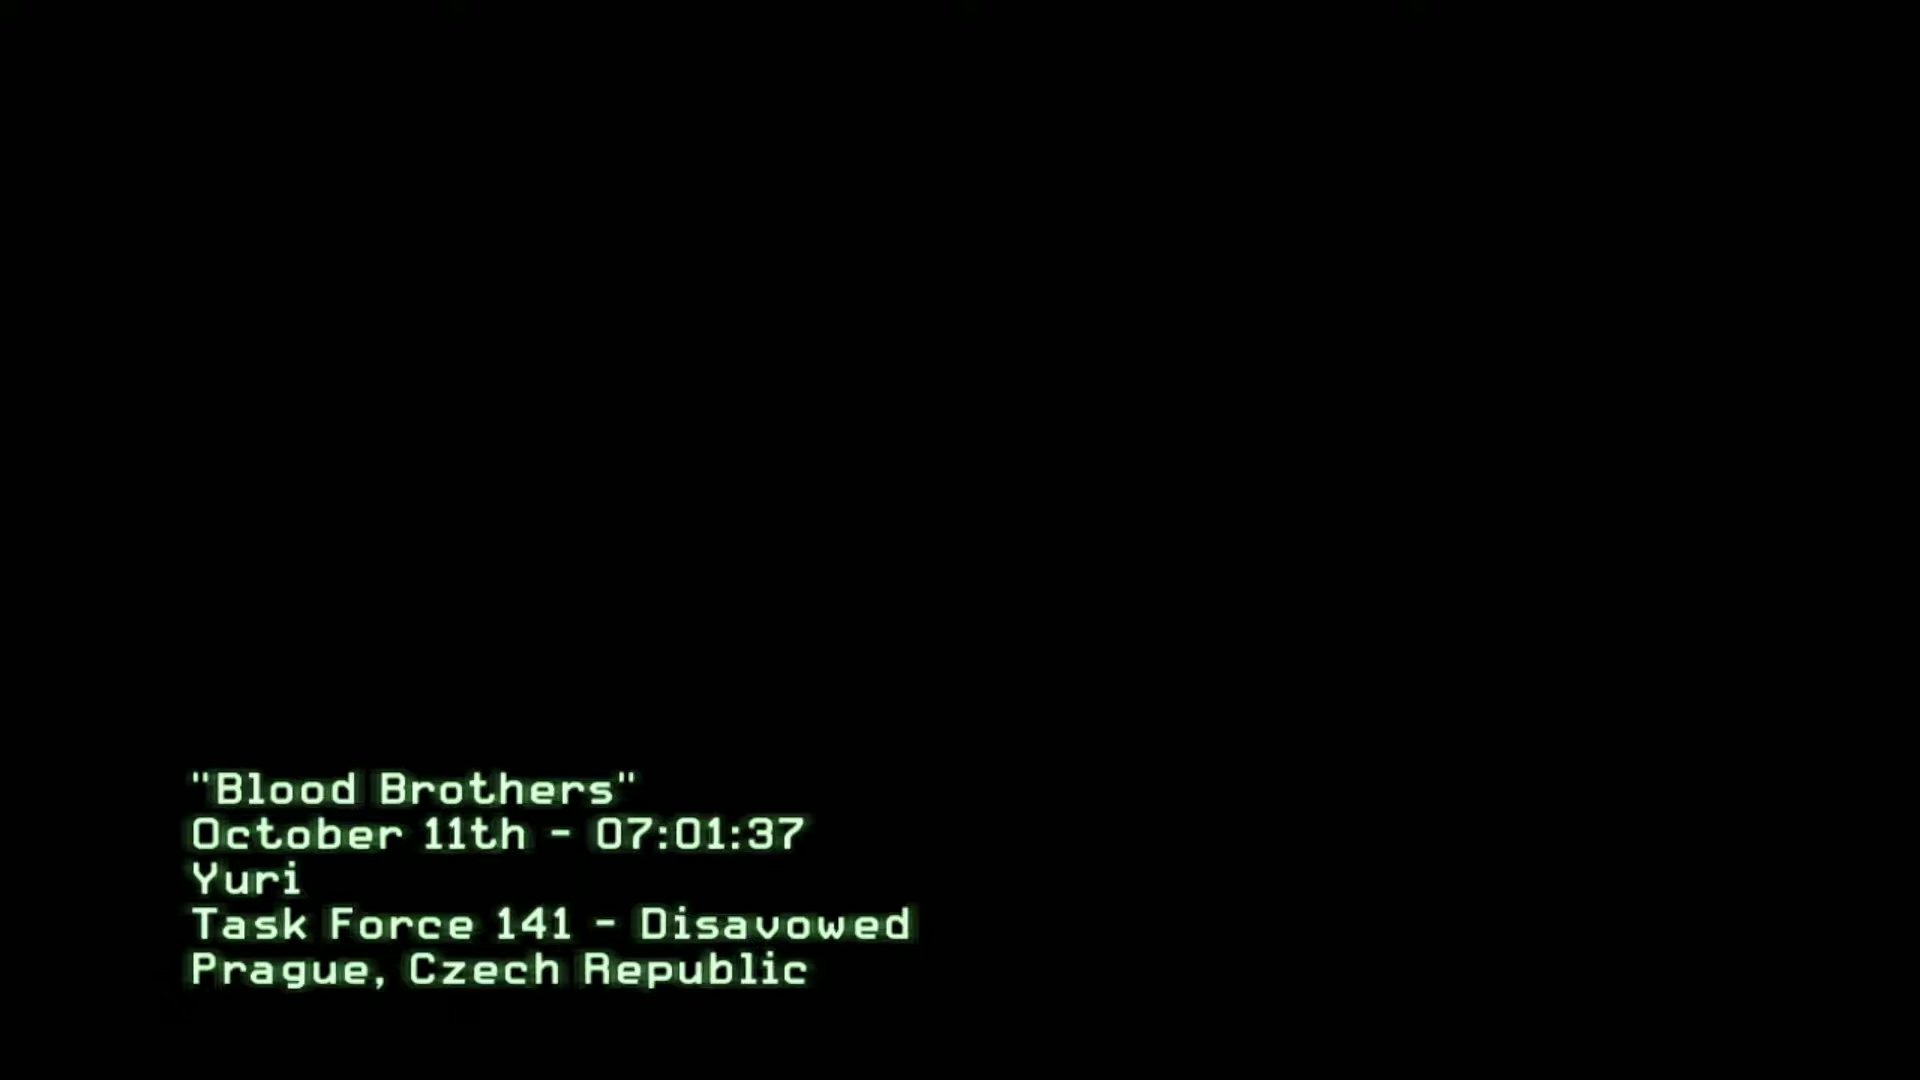 "Blood Brothers"
October 11th - 07:01:37
Yuri
Task Force 141 - Disavowed
Prague, Czech Republic